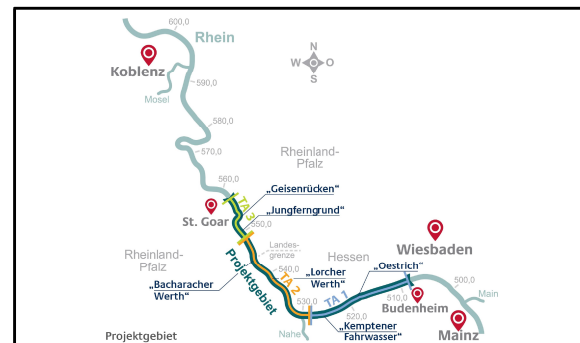 600,0
Rhein
N
W
O
S
Koblenz
590,0
Mosel
580,0
570,0
Rheinland-
Pfalz
560,0
„Geisenrücken“
TA 3
„Jungferngrund“
St. Goar
550,0
Landes-
grenze
Hessen
Wiesbaden
Rheinland-
Pfalz
Projektgebiet
540,0
„Lorcher
Werth“
„Oestrich“
„Bacharacher
Werth“
TA 2
TA 1
510,0
500,0
Main
530,0
520,0
Budenheim
Nahe
„Kemptener
Fahrwasser“
Mainz
Projektgebiet